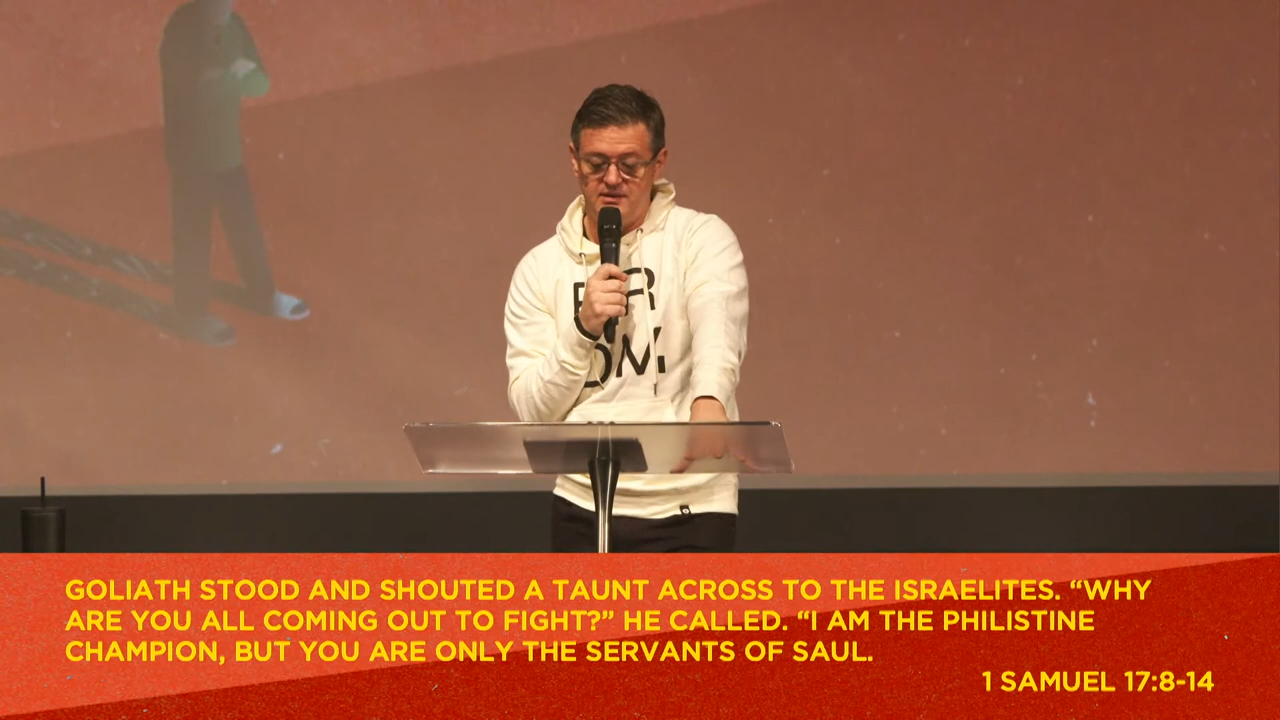 GOLIATH STOOD AND SHOUTED A TAUNT ACROSS TO THE ISRAELITES. “WHY
ARE YOU ALL COMING OUT TO FIGHT?” HE CALLED. “I AM THE PHILISTINE
CHAMPION, BUT YOU ARE ONLY THE SERVANTS OF SAUL.
1 SAMUEL 17:8-14